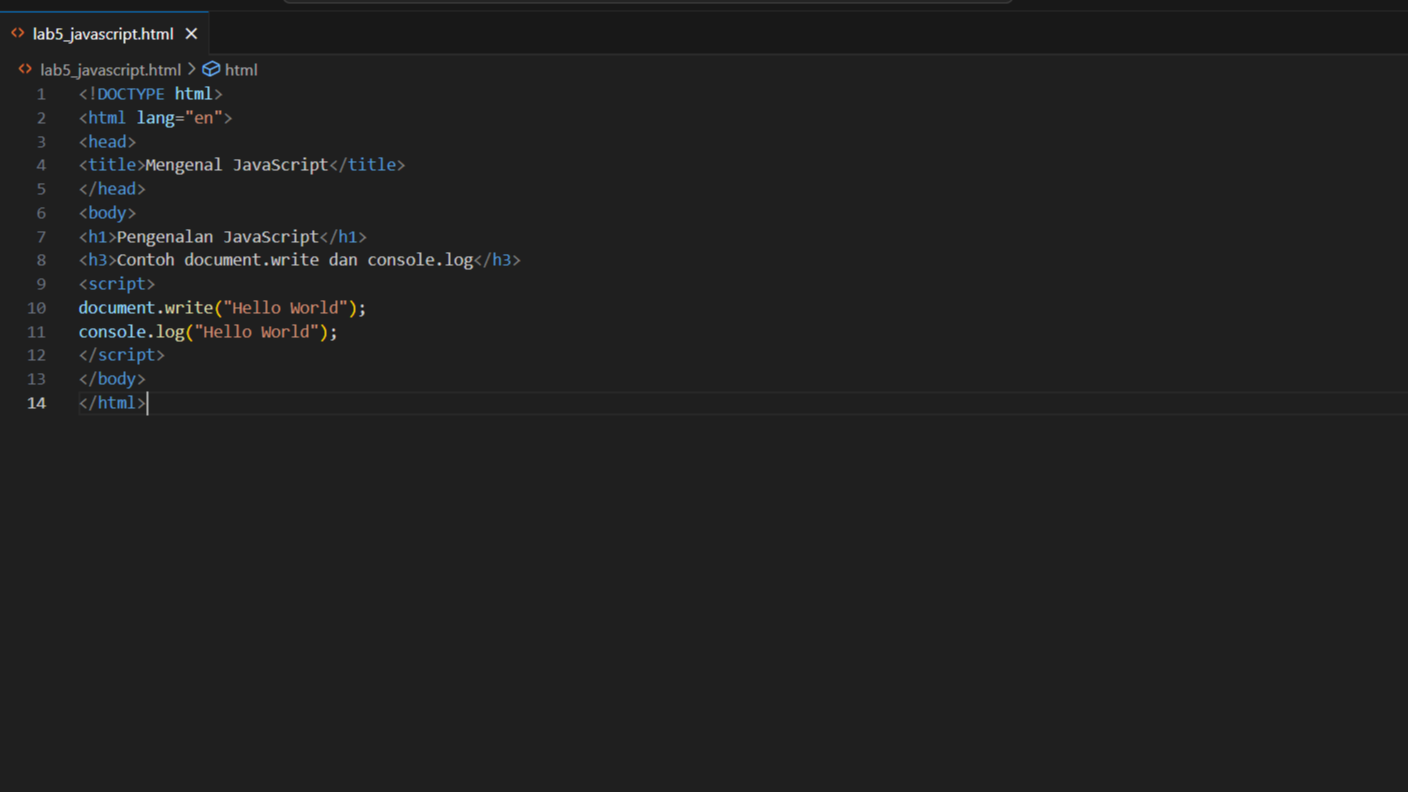 lab5_javascript.html
lab5_javascript.html > html
1 <!DOCTYPE html>
2 <html lang="en">
3 <head>
4 <title>Mengenal JavaScript</title>
5 </head>
6 <body>
7 <h1>Pengenalan JavaScript</h1>
8 <h3>Contoh document.write dan console.log</h3>
9 <script>
10 document.write("Hello World");
11 console.log("Hello World");
12 </script>
13 </body>
14 </html>